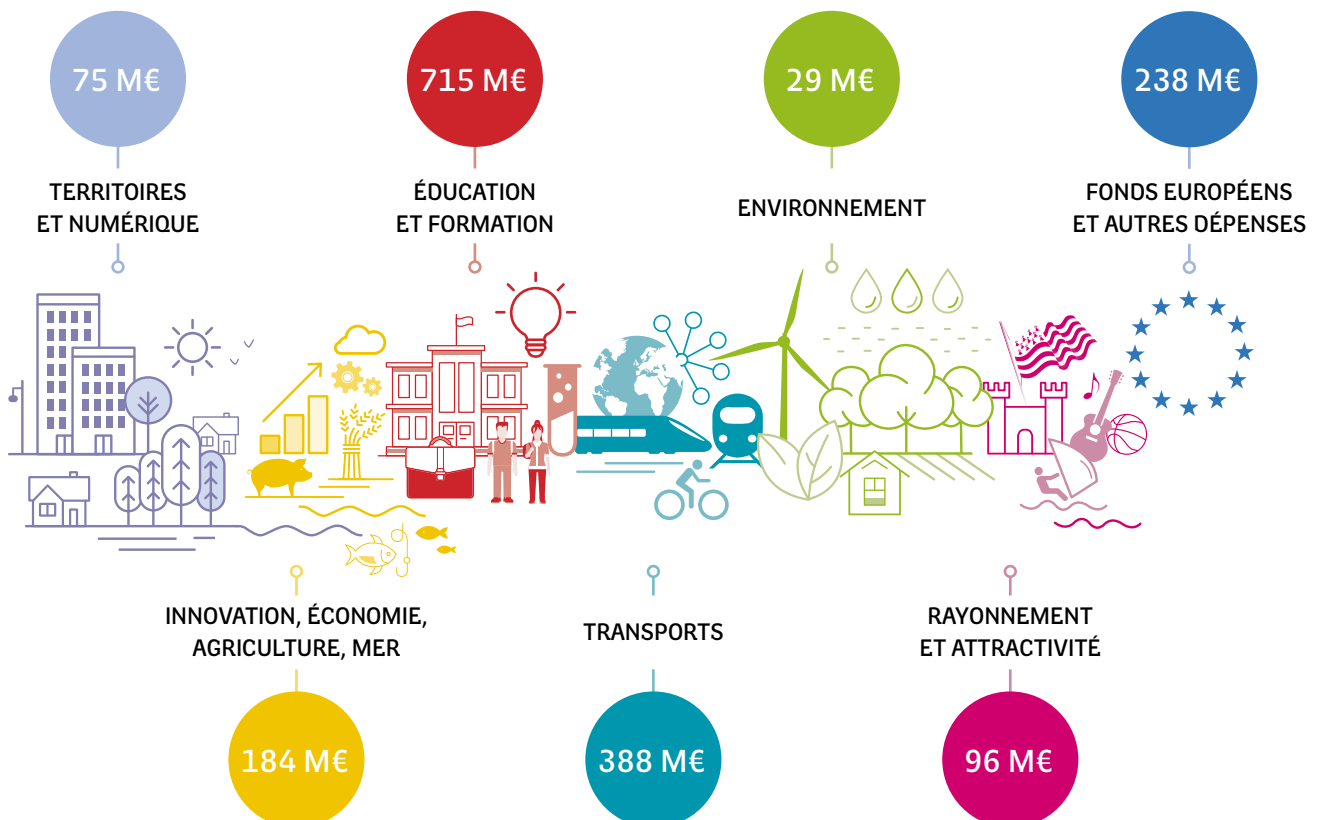 75 M€
TERRITOIRES
ET NUMÉRIQUE
715 M€
ÉDUCATION
ET FORMATION
29 M€
ENVIRONNEMENT
238 M€
FONDS EUROPÉENS
ET AUTRES DÉPENSES
INNOVATION, ÉCONOMIE,
AGRICULTURE, MER
184 M€
TRANSPORTS
388 M€
RAYONNEMENT
ET ATTRACTIVITÉ
96 M€